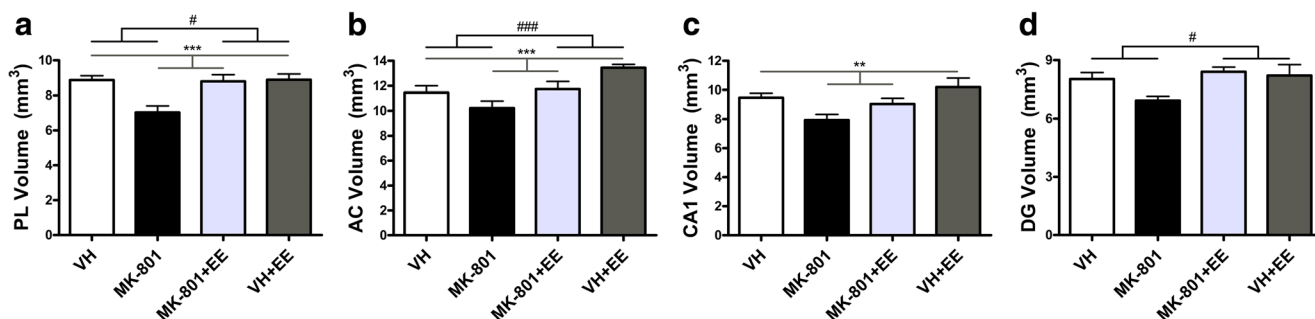 a
#
***
PL Volume (mm³)
10
8
6
4
2
0
VH
MK-801
MK-801+EE
VH+EE
b
###
***
AC Volume (mm³)
14
12
10
8
6
4
2
0
VH
MK-801
MK-801+EE
VH+EE
c
**
CA1 Volume (mm³)
12
10
8
6
4
2
0
VH
MK-801
MK-801+EE
VH+EE
d
#
DG Volume (mm³)
9
6
3
0
VH
MK-801
MK-801+EE
VH+EE